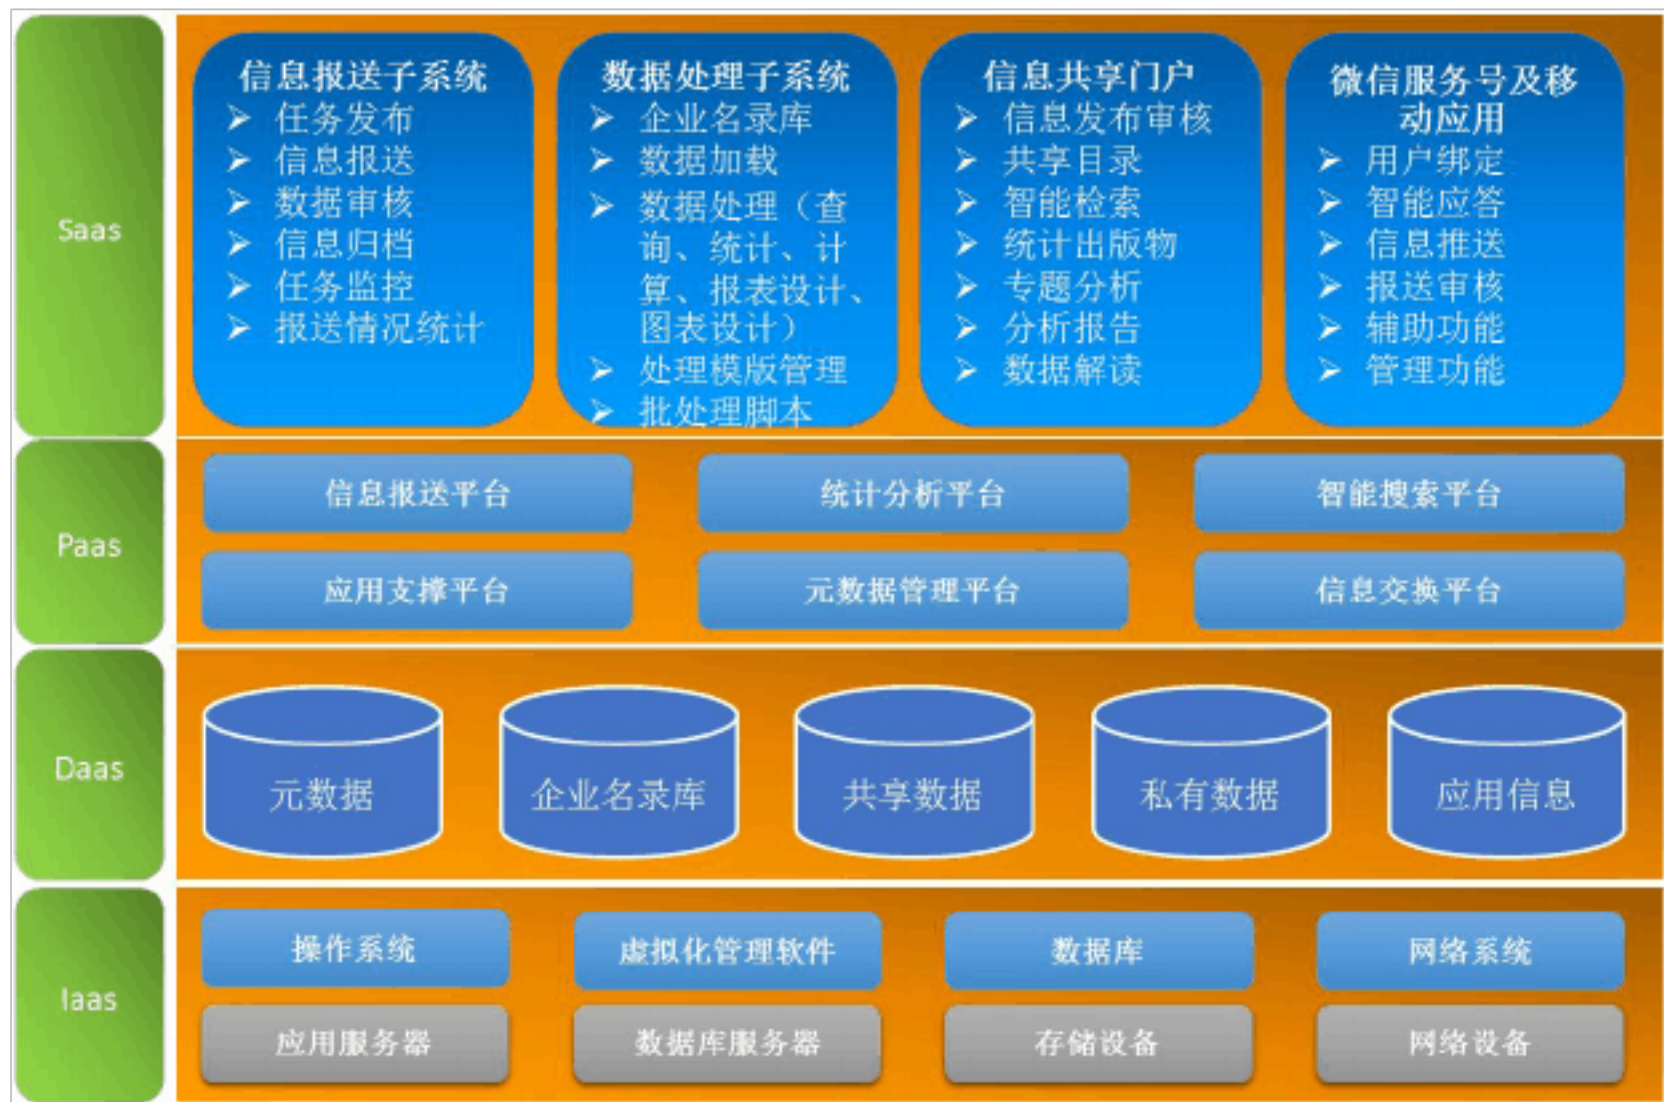 Saas
信息报送子系统
➢ 任务发布
➢ 信息报送
➢ 数据审核
➢ 信息归档
➢ 任务监控
➢ 报送情况统计
数据处理子系统
➢ 企业名录库
➢ 数据加载
➢ 数据处理（查
询、统计、计
算、报表设计、
图表设计）
➢ 处理模版管理
➢ 批处理脚本
信息共享门户
➢ 信息发布审核
➢ 共享目录
➢ 智能检索
➢ 统计出版物
➢ 专题分析
➢ 分析报告
➢ 数据解读
微信服务号及移
动应用
➢ 用户绑定
➢ 智能应答
➢ 信息推送
➢ 报送审核
➢ 辅助功能
➢ 管理功能
Paas
信息报送平台
统计分析平台
智能搜索平台
应用支撑平台
元数据管理平台
信息交换平台
Daas
元数据
企业名录库
共享数据
私有数据
应用信息
Iaas
操作系统
虚拟化管理软件
数据库
网络系统
应用服务器
数据库服务器
存储设备
网络设备